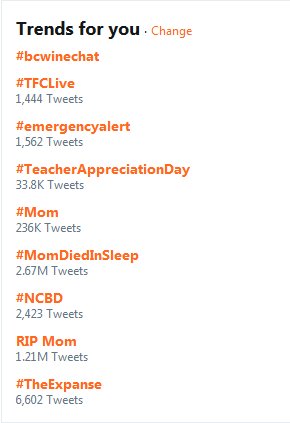 Trends for you · Change
#bcwinechat
#TFCLive
1,444 Tweets
#emergencyalert
1,562 Tweets
#TeacherAppreciationDay
33.8K Tweets
#Mom
236K Tweets
#MomDiedInSleep
2.67M Tweets
#NCBD
2,423 Tweets
RIP Mom
1.21M Tweets
#TheExpanse
6,602 Tweets